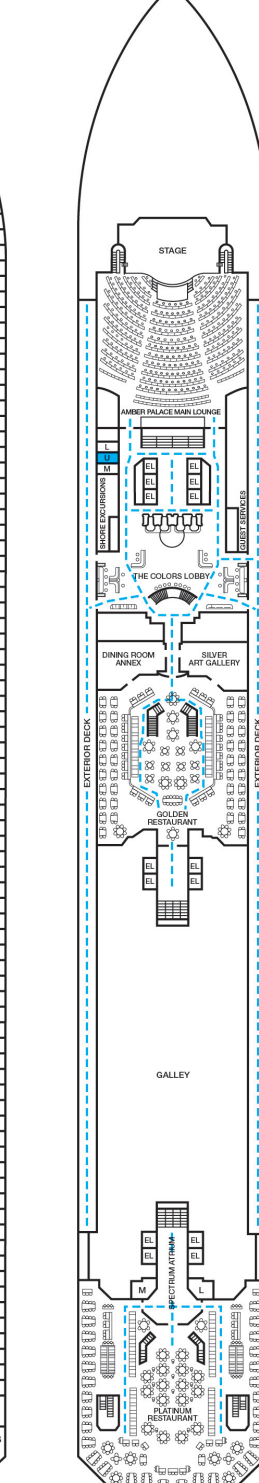 STAGE
AMBER PALACE MAIN LOUNGE
L
U
M
EL
EL
EL
EL
EL
EL
SHORE EXCURSIONS
GUEST SERVICES
THE COLORS LOBBY
DINING ROOM
ANNEX
SILVER
ART GALLERY
EXTERIOR DECK
EXTERIOR DECK
GOLDEN
RESTAURANT
EL
EL
EL
EL
GALLEY
EL
EL
EL
EL
SPECTRUM ATRIUM
M
L
PLATINUM
RESTAURANT